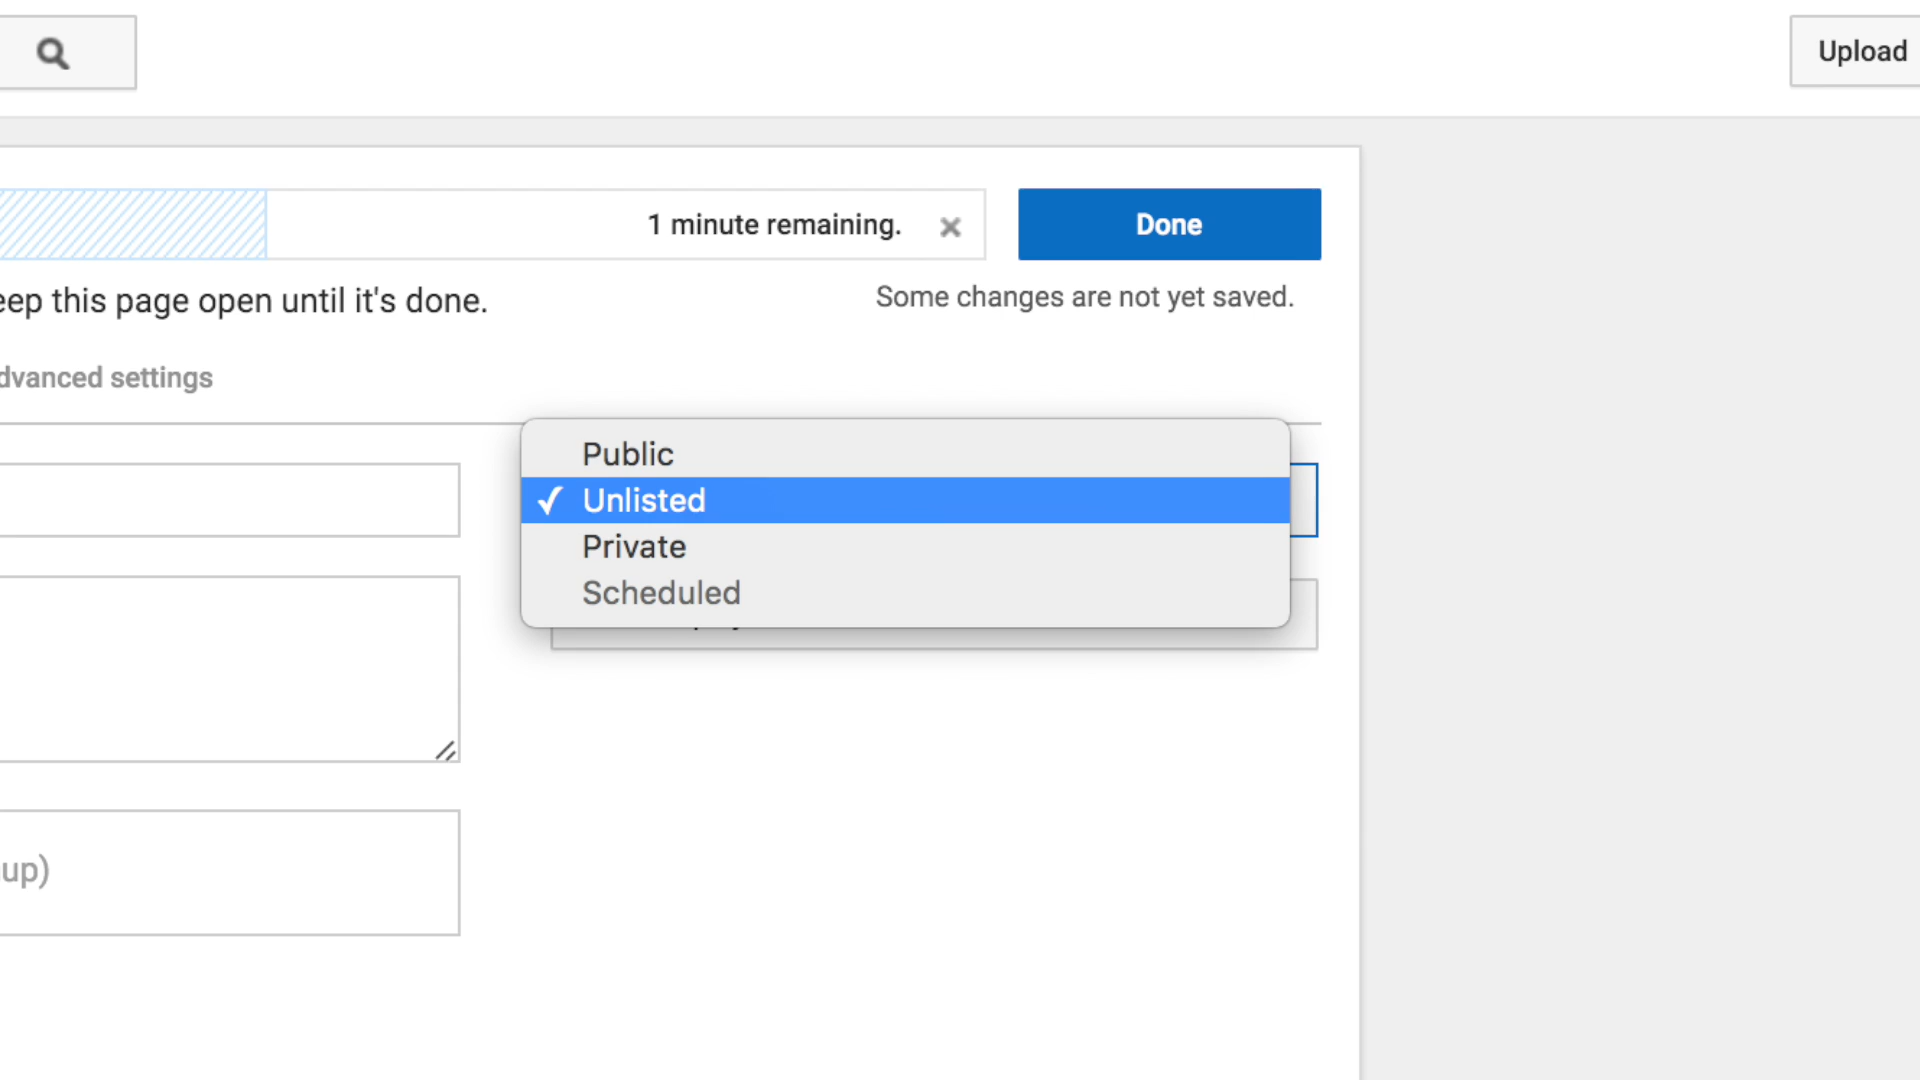 Upload
1 minute remaining.
Done
eep this page open until it's done.
Some changes are not yet saved.
dvanced settings
Public
Unlisted
Private
Scheduled
up)